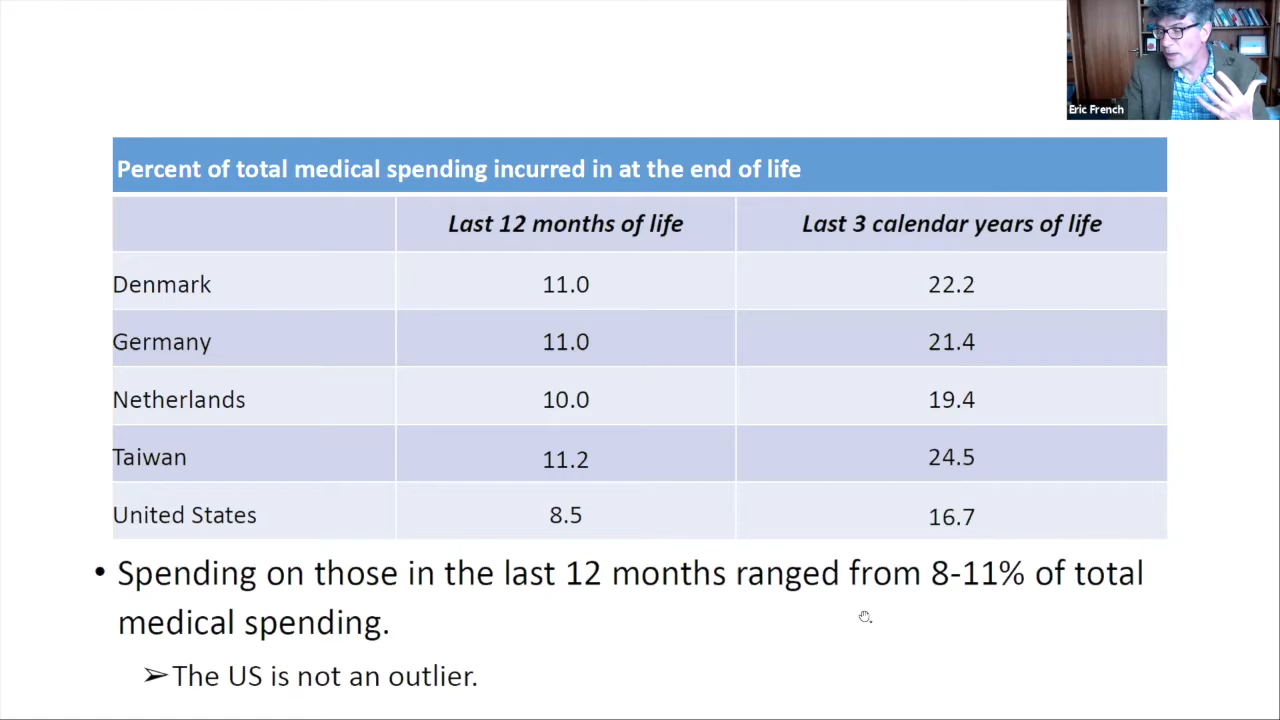 Eric French
Percent of total medical spending incurred in at the end of life
Last 12 months of life Last 3 calendar years of life
Denmark 11.0 22.2
Germany 11.0 21.4
Netherlands 10.0 19.4
Taiwan 11.2 24.5
United States 8.5 16.7
• Spending on those in the last 12 months ranged from 8-11% of total
medical spending.
➢The US is not an outlier.